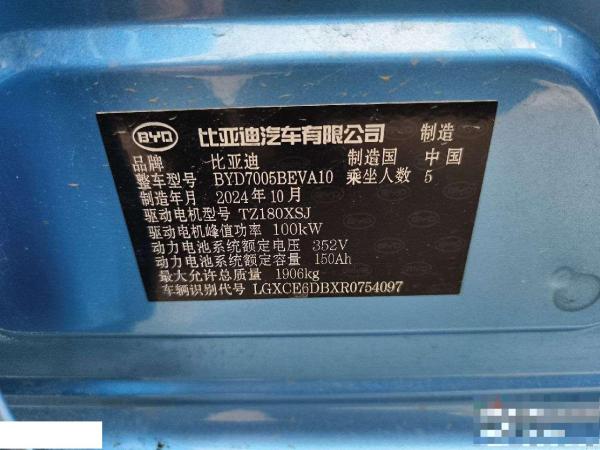 BYD 比亚迪汽车有限公司 制造
品牌 比亚迪 制造国 中国
整车型号 BYD7005BEVA10 乘坐人数 5
制造年月 2024年10月
驱动电机型号 TZ180XSJ
驱动电机峰值功率 100kW
动力电池系统额定电压 352V
动力电池系统额定容量 150Ah
最大允许总质量 1906kg
车辆识别代号 LGXCE6DBXR0754097